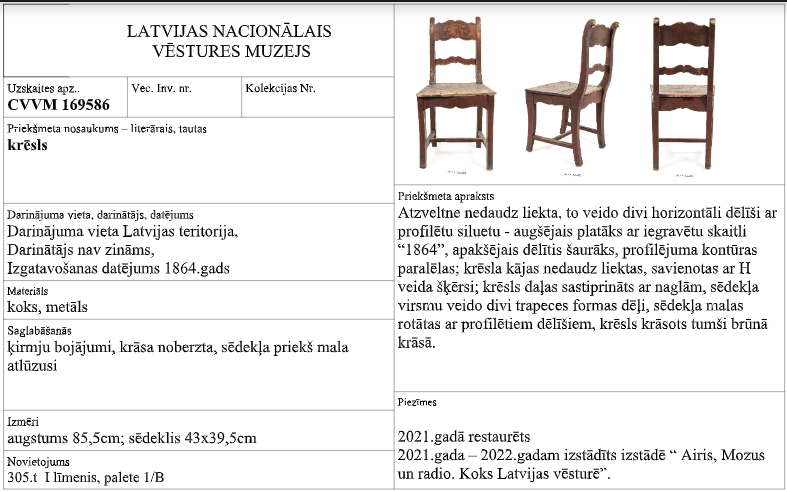 LATVIJAS NACIONĀLAIS
VĒSTURES MUZEJS
Uzskaites apz..
CVVM 169586
Vec. Inv. nr.
Kolekcijas Nr.
Priekšmeta nosaukums – literārais, tautas
krēsls
Darinājuma vieta, darinātājs, datējums
Darinājuma vieta Latvijas teritorija,
Darinātājs nav zināms,
Izgatavošanas datējums 1864.gads
Materiāls
koks, metāls
Saglabāšanās
ķirmju bojājumi, krāsa noberzta, sēdekļa priekš mala
atlūzusi
Izmēri
augstums 85,5cm; sēdeklis 43x39,5cm
Novietojums
305.t I līmenis, palete 1/B
Priekšmeta apraksts
Atzveltne nedaudz liekta, to veido divi horizontāli dēlīši ar
profilētu siluetu - augšējais platāks ar iegravētu skaitli
“1864”, apakšējais dēlītis šaurāks, profilējuma kontūras
paralēlas; krēsla kājas nedaudz liektas, savienotas ar H
veida šķērsi; krēsls daļas sastiprināts ar naglām, sēdekļa
virsmu veido divi trapeces formas dēļi, sēdekļa malas
rotātas ar profilētiem dēlīšiem, krēsls krāsots tumši brūnā
krāsā.
Piezīmes
2021.gadā restaurēts
2021.gada – 2022.gadam izstādīts izstādē “ Airis, Mozus
un radio. Koks Latvijas vēsturē”.